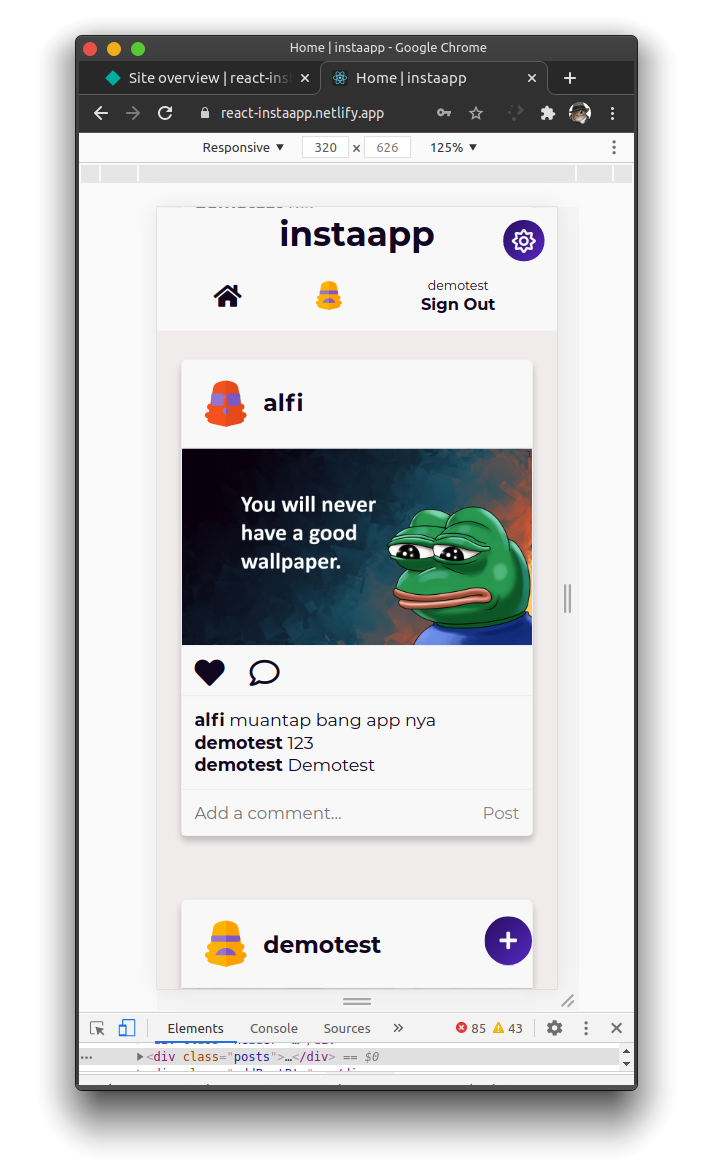 Home | instaapp - Google Chrome
Site overview | react-inst
Home | instaapp
react-instaapp.netlify.app
Responsive 320 x 626 125%
instaapp
demotest
Sign Out
alfi
You will never
have a good
wallpaper.
alfi muantap bang app nya
demotest 123
demotest Demotest
Add a comment... Post
demotest
Elements Console Sources » 85 43
<div class="posts">…</div> == $0